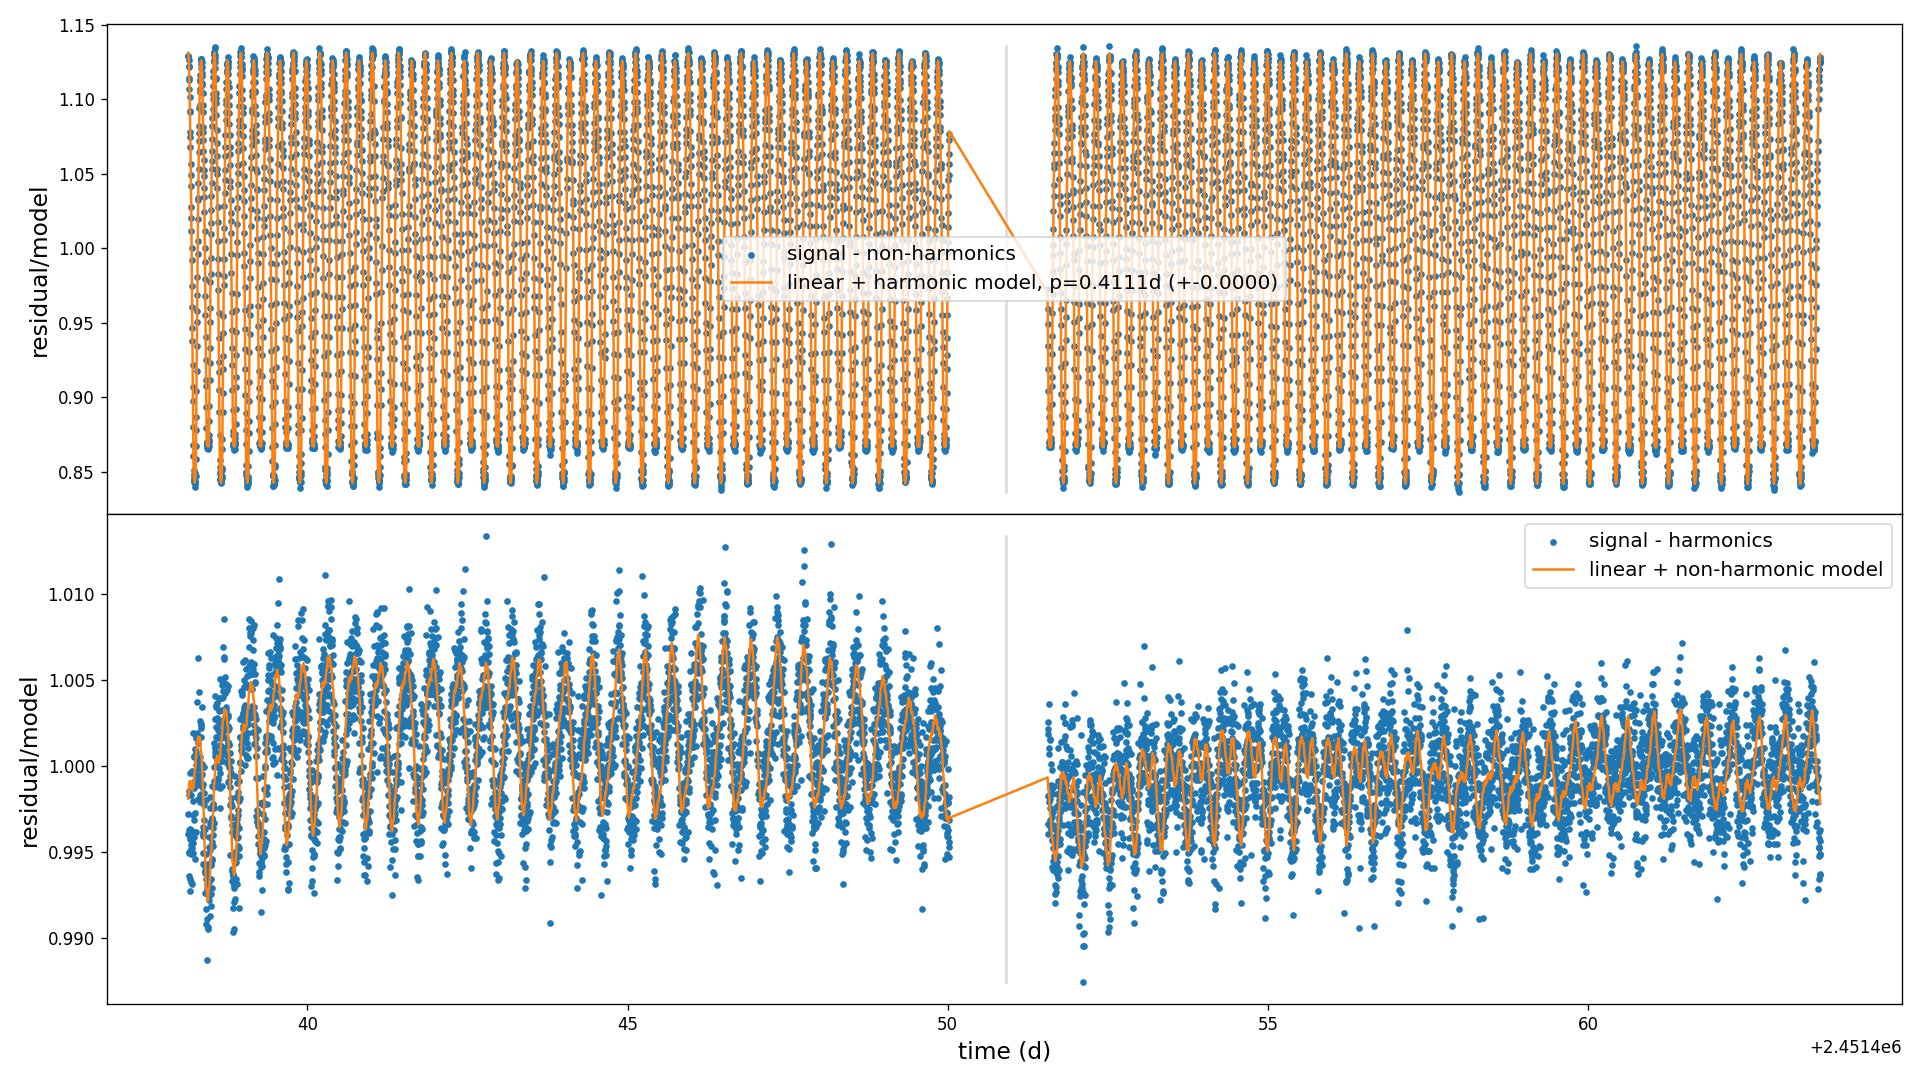 1.15
1.10
1.05
1.00
0.95
0.90
0.85
residual/model
signal - non-harmonics
linear + harmonic model, p=0.4111d (+-0.0000)
1.010
1.005
1.000
0.995
0.990
residual/model
signal - harmonics
linear + non-harmonic model
40
45
50
55
60
time (d)
+2.4514e6